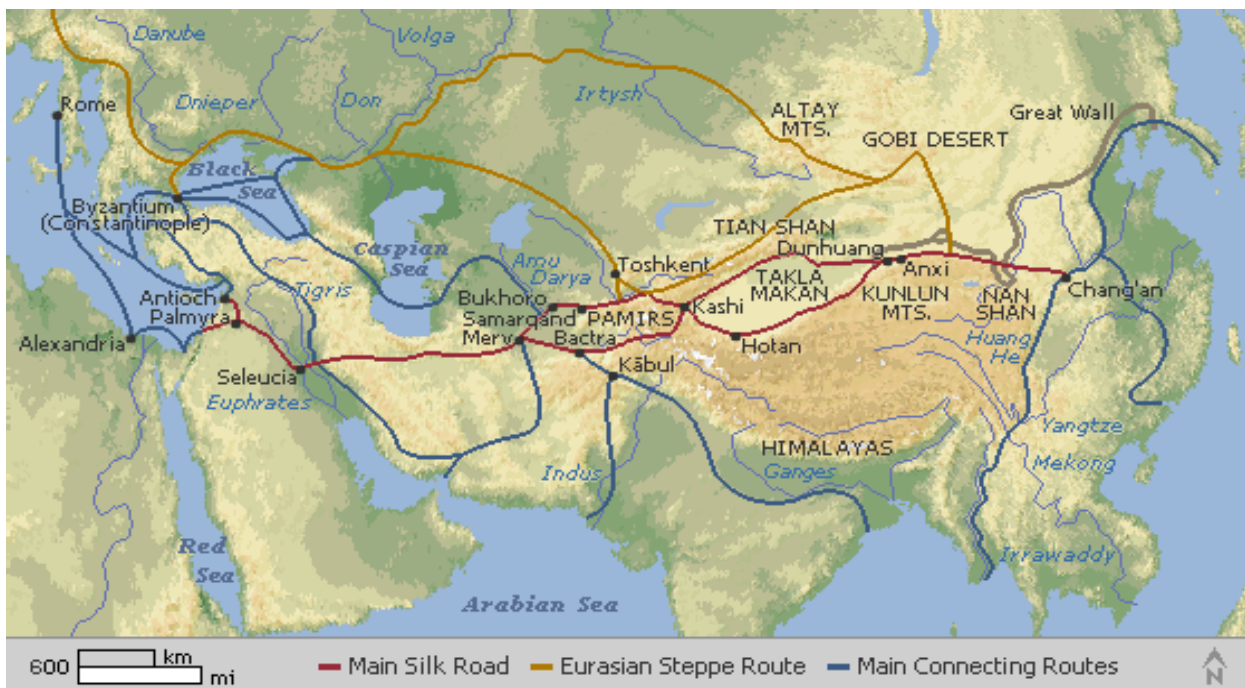 Danube
Volga
Rome
Dnieper
Don
Irtysh
ALTAY
MTS.
Great Wall
GOBI DESERT
Black
Sea
Byzantium
(Constantinople)
TIAN SHAN
Caspian
Sea
Dunhuang
Amu
Darya
Toshkent
TAKLA
MAKAN
Anxi
Tigris
KUNLUN
MTS.
NAN
SHAN
Chang'an
Antioch
Bukhoro
Kashi
Palmyra
Samarqand
PAMIRS
Alexandria
Merv
Bactra
Hotan
Huang
He
Kābul
Seleucia
Euphrates
Yangtze
HIMALAYAS
Indus
Ganges
Mekong
Red
Sea
Irrawaddy
Arabian Sea
600 km
mi
Main Silk Road
Eurasian Steppe Route
Main Connecting Routes
N